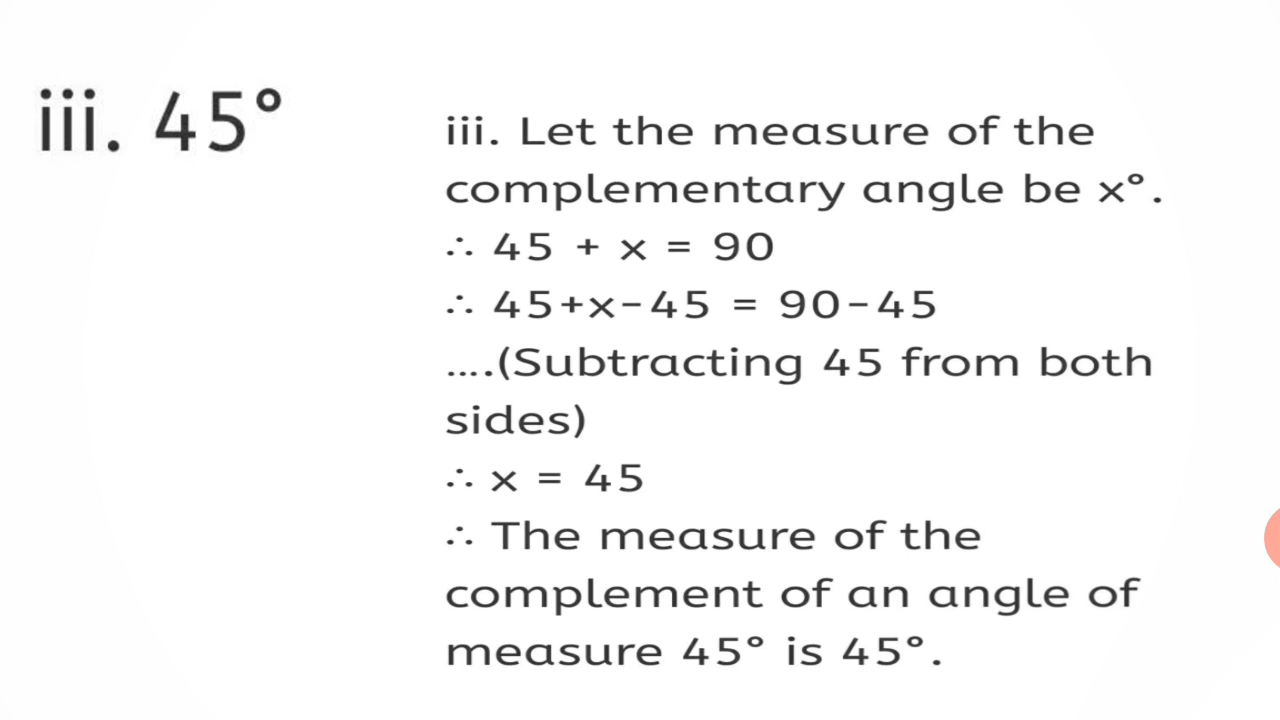 iii. 45°
iii. Let the measure of the
complementary angle be x°.
∴ 45 + x = 90
∴ 45+x−45 = 90−45
....(Subtracting 45 from both
sides)
∴ x = 45
∴ The measure of the
complement of an angle of
measure 45° is 45°.